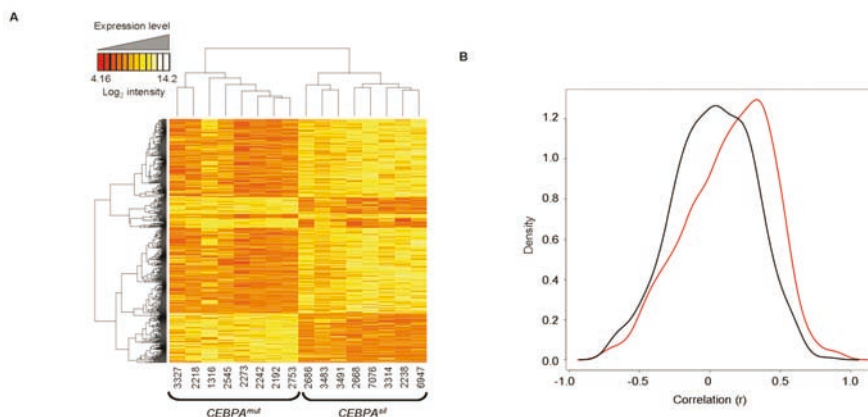 A
Expression level
4.16 14.2
Log2 intensity
3327 2218 1316 2545 2273 2242 2192 2753 2686 3483 3491 2668 7076 3314 2238 6947
CEBPAmut CEBPAsil
B
1.2
1.0
0.8
0.6
0.4
0.2
0.0
Density
-1.0 -0.5 0 0.5 1.0
Correlation (r)